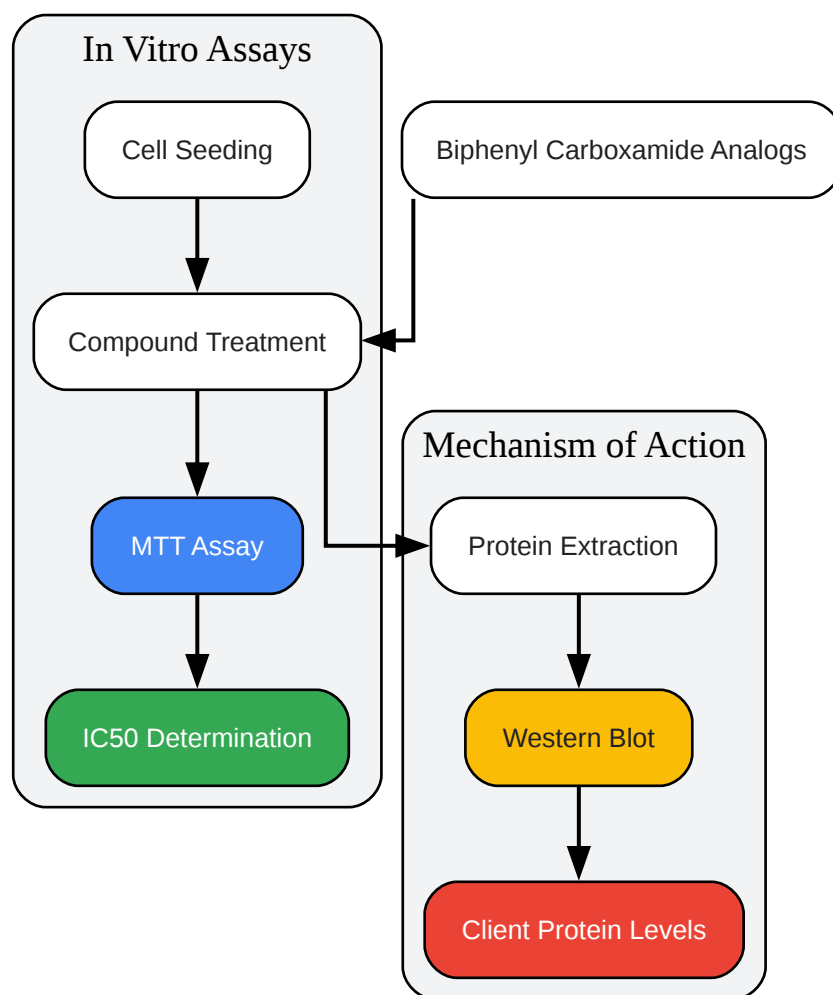 In Vitro Assays
Cell Seeding
Biphenyl Carboxamide Analogs
Compound Treatment
MTT Assay
IC50 Determination
Mechanism of Action
Protein Extraction
Western Blot
Client Protein Levels